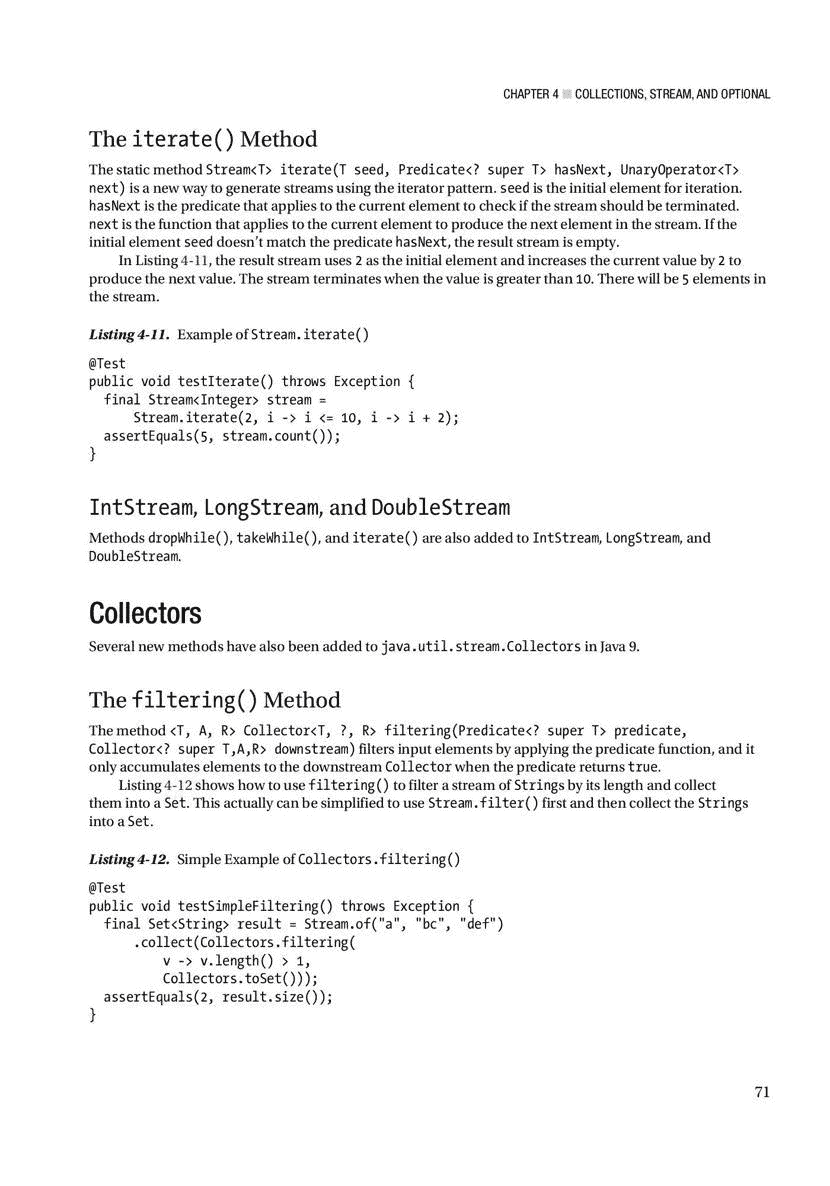 CHAPTER 4 ■ COLLECTIONS, STREAM, AND OPTIONAL
The iterate() Method
The static method Stream<T> iterate(T seed, Predicate<? super T> hasNext, UnaryOperator<T>
next) is a new way to generate streams using the iterator pattern. seed is the initial element for iteration.
hasNext is the predicate that applies to the current element to check if the stream should be terminated.
next is the function that applies to the current element to produce the next element in the stream. If the
initial element seed doesn't match the predicate hasNext, the result stream is empty.
In Listing 4-11, the result stream uses 2 as the initial element and increases the current value by 2 to
produce the next value. The stream terminates when the value is greater than 10. There will be 5 elements in
the stream.
Listing 4-11. Example of Stream.iterate()
@Test
public void testIterate() throws Exception {
  final Stream<Integer> stream =
      Stream.iterate(2, i -> i <= 10, i -> i + 2);
  assertEquals(5, stream.count());
}
IntStream, LongStream, and DoubleStream
Methods dropWhile(), takeWhile(), and iterate() are also added to IntStream, LongStream, and
DoubleStream.
Collectors
Several new methods have also been added to java.util.stream.Collectors in Java 9.
The filtering() Method
The method <T, A, R> Collector<T, ?, R> filtering(Predicate<? super T> predicate,
Collector<? super T,A,R> downstream) filters input elements by applying the predicate function, and it
only accumulates elements to the downstream Collector when the predicate returns true.
Listing 4-12 shows how to use filtering() to filter a stream of Strings by its length and collect
them into a Set. This actually can be simplified to use Stream.filter() first and then collect the Strings
into a Set.
Listing 4-12. Simple Example of Collectors.filtering()
@Test
public void testSimpleFiltering() throws Exception {
  final Set<String> result = Stream.of("a", "bc", "def")
      .collect(Collectors.filtering(
          v -> v.length() > 1,
          Collectors.toSet()));
  assertEquals(2, result.size());
}
71